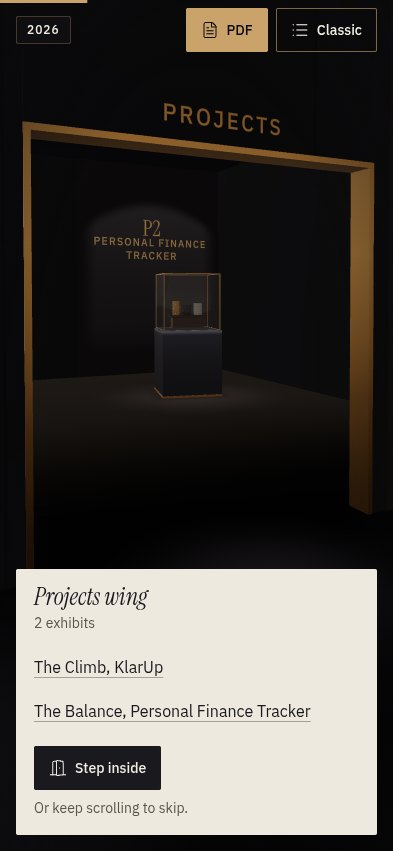 2026
PDF
Classic
PROJECTS
P2
PERSONAL FINANCE
TRACKER
Projects wing
2 exhibits
The Climb, KlarUp
The Balance, Personal Finance Tracker
Step inside
Or keep scrolling to skip.